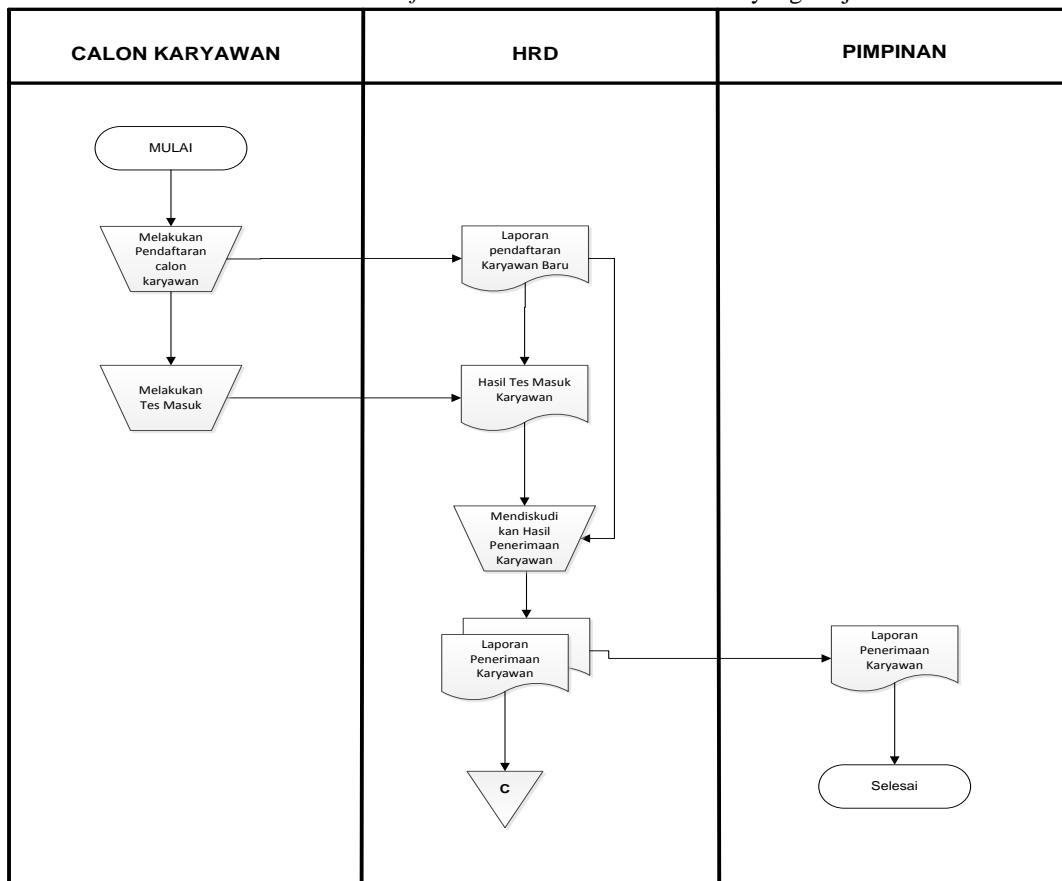 CALON KARYAWAN
HRD
PIMPINAN
MULAI
Melakukan
Pendaftaran
calon
karyawan
Laporan
pendaftaran
Karyawan Baru
Melakukan
Tes Masuk
Hasil Tes Masuk
Karyawan
Mendiskudi
kan Hasil
Penerimaan
Karyawan
Laporan
Penerimaan
Karyawan
Laporan
Penerimaan
Karyawan
C
Selesai